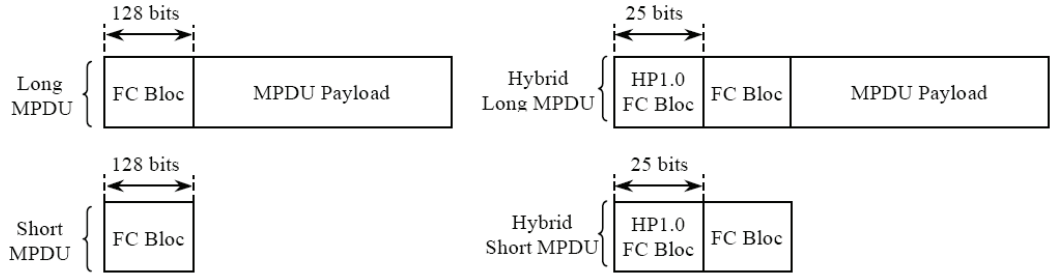 128 bits
Long
MPDU
FC Bloc
MPDU Payload
25 bits
Hybrid
Long MPDU
HP1.0
FC Bloc
FC Bloc
MPDU Payload
128 bits
Short
MPDU
FC Bloc
25 bits
Hybrid
Short MPDU
HP1.0
FC Bloc
FC Bloc